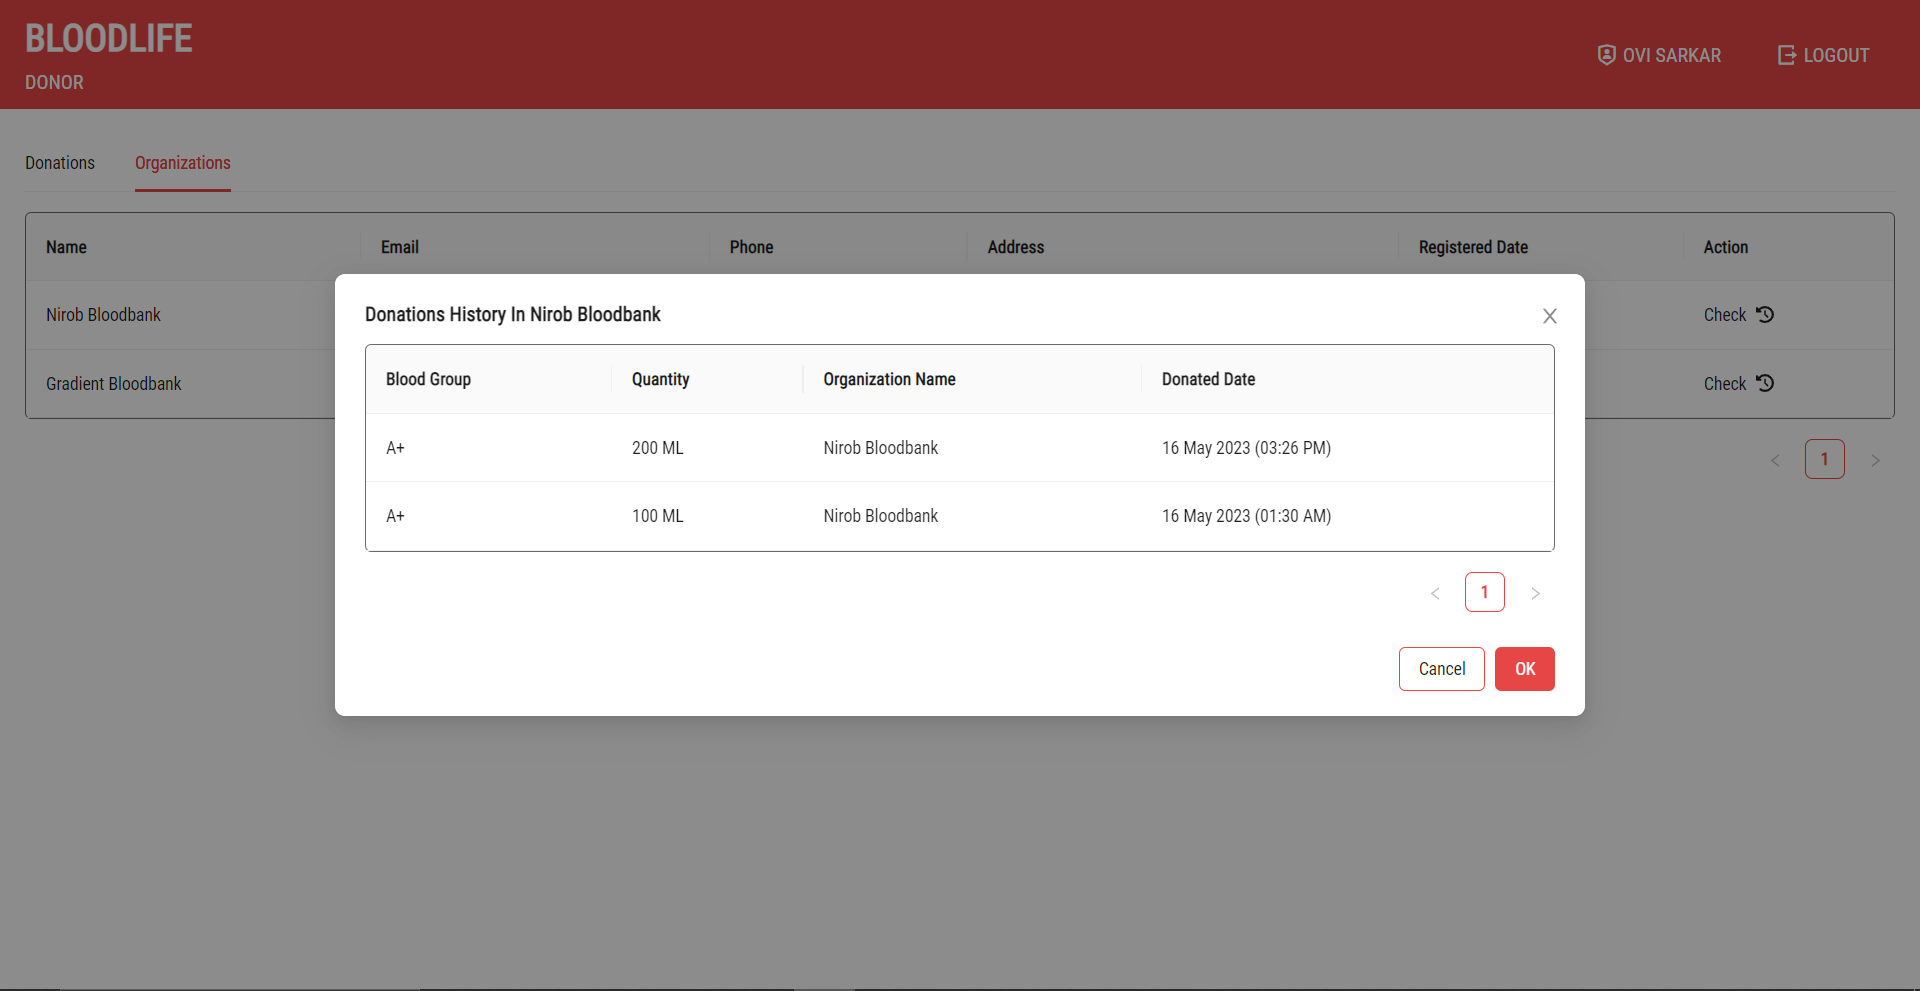 BLOODLIFE
DONOR
OVI SARKAR
LOGOUT
Donations Organizations
Name Email Phone Address Registered Date Action
Nirob Bloodbank Check
Gradient Bloodbank Check
< 1 >
Donations History In Nirob Bloodbank X
Blood Group Quantity Organization Name Donated Date
A+ 200 ML Nirob Bloodbank 16 May 2023 (03:26 PM)
A+ 100 ML Nirob Bloodbank 16 May 2023 (01:30 AM)
< 1 >
Cancel OK